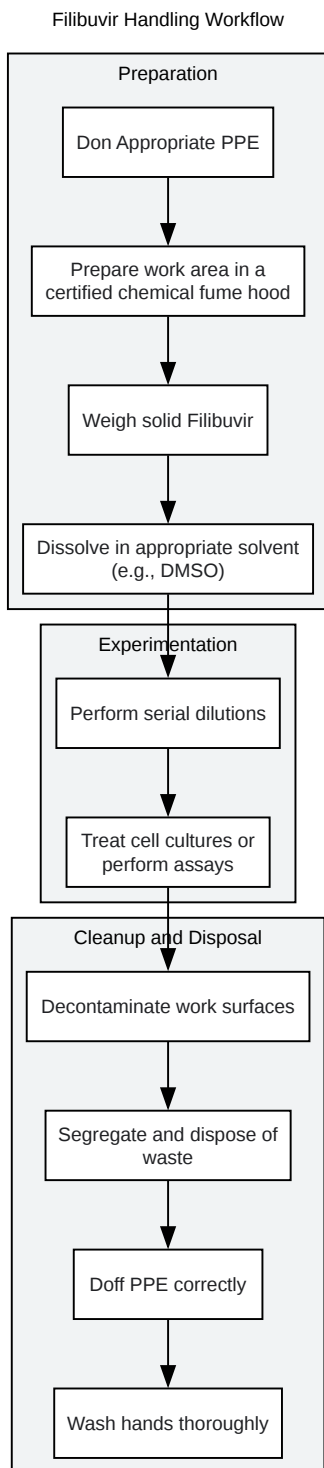 Filibuvir Handling Workflow
Preparation
Don Appropriate PPE
Prepare work area in a
certified chemical fume hood
Weigh solid Filibuvir
Dissolve in appropriate solvent
(e.g., DMSO)
Experimentation
Perform serial dilutions
Treat cell cultures or
perform assays
Cleanup and Disposal
Decontaminate work surfaces
Segregate and dispose of
waste
Doff PPE correctly
Wash hands thoroughly